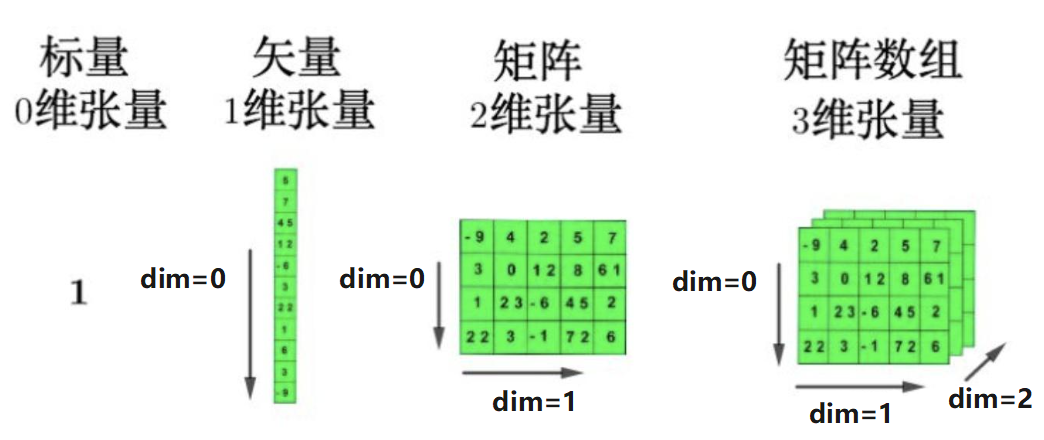 标量
0维张量
矢量
1维张量
矩阵
2维张量
矩阵数组
3维张量
1
dim=0
6
7
45
12
-6
3
22
1
6
3
-9
dim=0
-9 4 2 5 7
3 0 12 8 61
1 23 -6 45 2
22 3 -1 72 6
dim=1
dim=0
-9 4 2 5 7
3 0 12 8 61
1 23 -6 45 2
22 3 -1 72 6
dim=1
dim=2